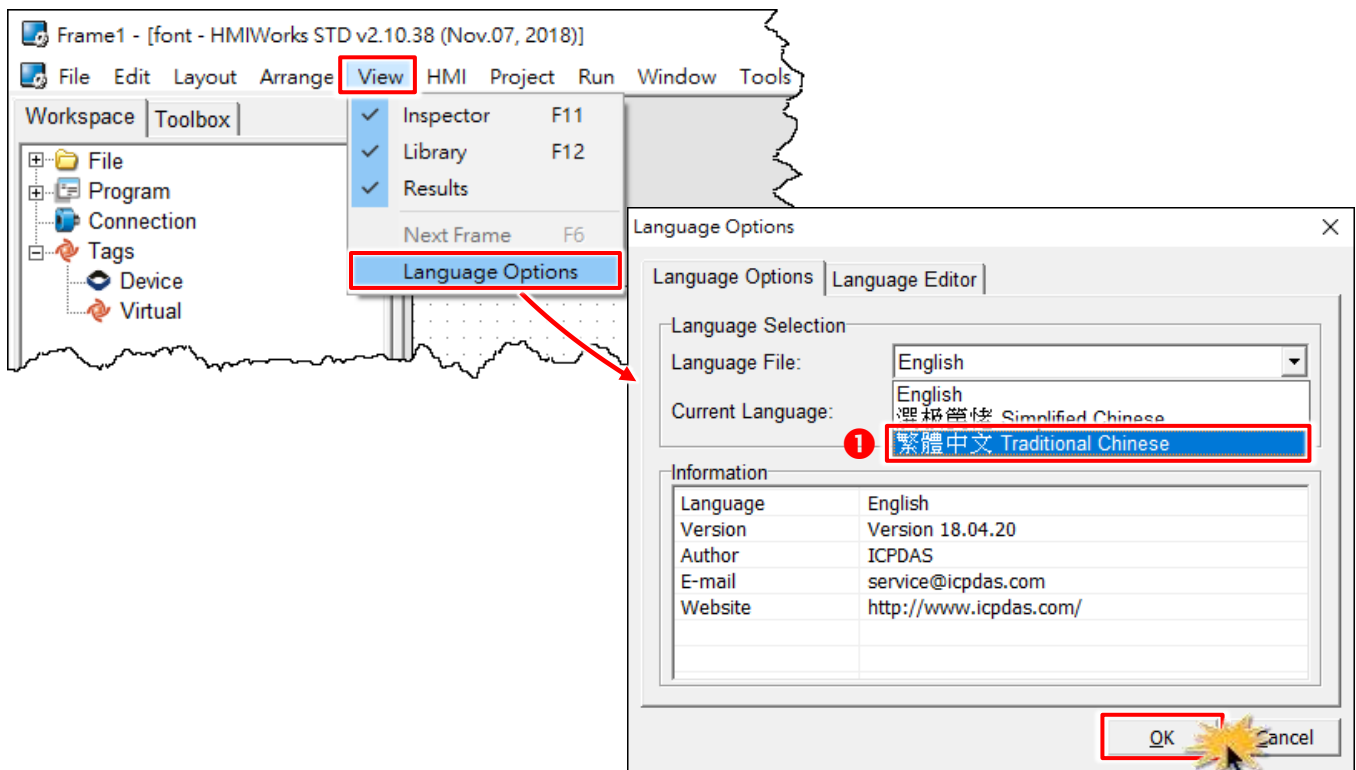 Frame1 - [font - HMIWorks STD v2.10.38 (Nov.07, 2018)]
File Edit Layout Arrange View HMI Project Run Window Tools
Workspace Toolbox
File
Program
Connection
Tags
Device
Virtual
Inspector F11
Library F12
Results
Next Frame F6
Language Options
Language Options
Language Options Language Editor
Language Selection
Language File: English
English
Current Language:
Simplified Chinese
1 繁體中文 Traditional Chinese
Information
Language English
Version Version 18.04.20
Author ICPDAS
E-mail service@icpdas.com
Website http://www.icpdas.com/
OK Cancel